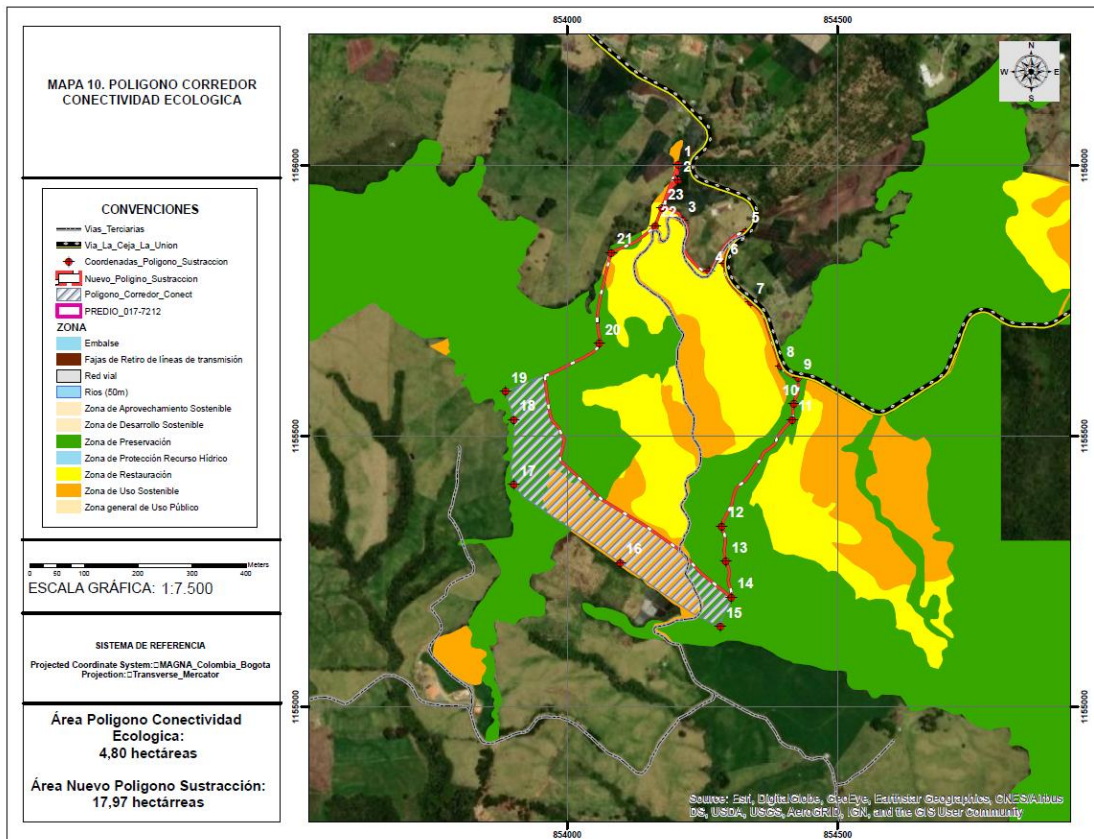 MAPA 10. POLIGONO CORREDOR
CONECTIVIDAD ECOLOGICA
CONVENCIONES
Vias_Terciarias
Via_La_Ceja_La_Union
Coordenadas_Poligono_Sustraccion
Nuevo_Poligino_Sustraccion
Poligono_Corredor_Conect
PREDIO_017-7212
ZONA
Embalse
Fajas de Retiro de líneas de transmisión
Red vial
Rios (50m)
Zona de Aprovechamiento Sostenible
Zona de Desarrollo Sostenible
Zona de Preservación
Zona de Protección Recurso Hídrico
Zona de Restauración
Zona de Uso Sostenible
Zona general de Uso Público
Meters
0 50 100 200 300 400
ESCALA GRÁFICA: 1:7.500
SISTEMA DE REFERENCIA
Projected Coordinate System:□MAGNA_Colombia_Bogota
Projection:□Transverse_Mercator
Área Poligono Conectividad
Ecologica:
4,80 hectáreas
Área Nuevo Poligono Sustracción:
17,97 hectárreas
854000 854500
N
W E
S
1156000 1156000
1
2
23
22 3
5
21
6
4
7
20
8
9
19
10
18
11
1155500 1155500
17
12
13
16
14
15
1155000 1155000
Source: Esri, DigitalGlobe, GeoEye, Earthstar Geographics, CNES/Airbus
DS, USDA, USGS, AeroGRID, IGN, and the GIS User Community
854000 854500